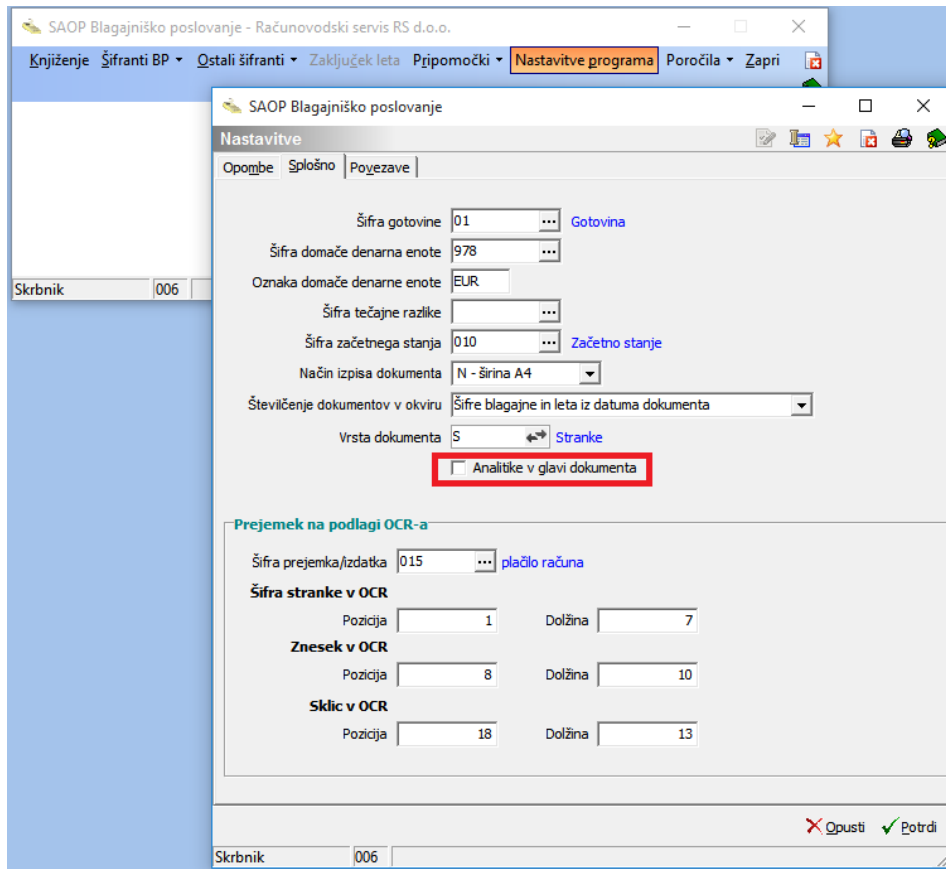 SAOP Blagajniško poslovanje - Računovodski servis RS d.o.o.
Knjiženje Šifranti BP Ostali šifranti Zaključek leta Pripomočki Nastavitve programa Poročila Zapri
SAOP Blagajniško poslovanje
Nastavitve
Opombe Splošno Povezave
Šifra gotovine 01 ... Gotovina
Šifra domače denarna enote 978 ...
Oznaka domače denarne enote EUR
Šifra tečajne razlike ...
Šifra začetnega stanja 010 ... Začetno stanje
Način izpisa dokumenta N - širina A4
Številčenje dokumentov v okviru Šifre blagajne in leta iz datuma dokumenta
Vrsta dokumenta S Stranke
Analitike v glavi dokumenta
Prejemek na podlagi OCR-a
Šifra prejemka/izdatka 015 ... plačilo računa
Šifra stranke v OCR
Pozicija 1 Dolžina 7
Znesek v OCR
Pozicija 8 Dolžina 10
Sklic v OCR
Pozicija 18 Dolžina 13
Opusti Potrdi
Skrbnik 006
Skrbnik 006